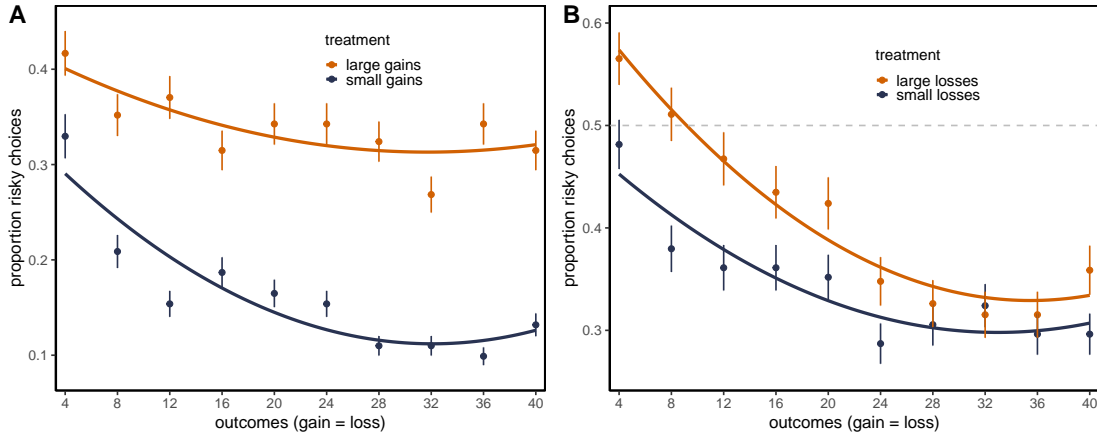 A
proportion risky choices
0.4
0.3
0.2
0.1
treatment
large gains
small gains
4 8 12 16 20 24 28 32 36 40
outcomes (gain = loss)
B
proportion risky choices
0.6
0.5
0.4
0.3
treatment
large losses
small losses
4 8 12 16 20 24 28 32 36 40
outcomes (gain = loss)